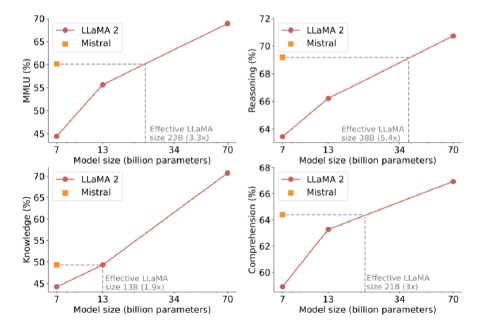 70
65
60
55
50
45
MMLU (%)
LLaMA 2
Mistral
Effective LLaMA
size 23B (3.3x)
7
13
34
70
Model size (billion parameters)
70
68
66
64
Reasoning (%)
LLaMA 2
Mistral
Effective LLaMA
size 38B (5.4x)
7
13
34
70
Model size (billion parameters)
70
65
60
55
50
45
Knowledge (%)
LLaMA 2
Mistral
Effective LLaMA
size 13B (1.9x)
7
13
34
70
Model size (billion parameters)
68
66
64
62
60
Comprehension (%)
LLaMA 2
Mistral
Effective LLaMA
size 21B (3x)
7
13
34
70
Model size (billion parameters)